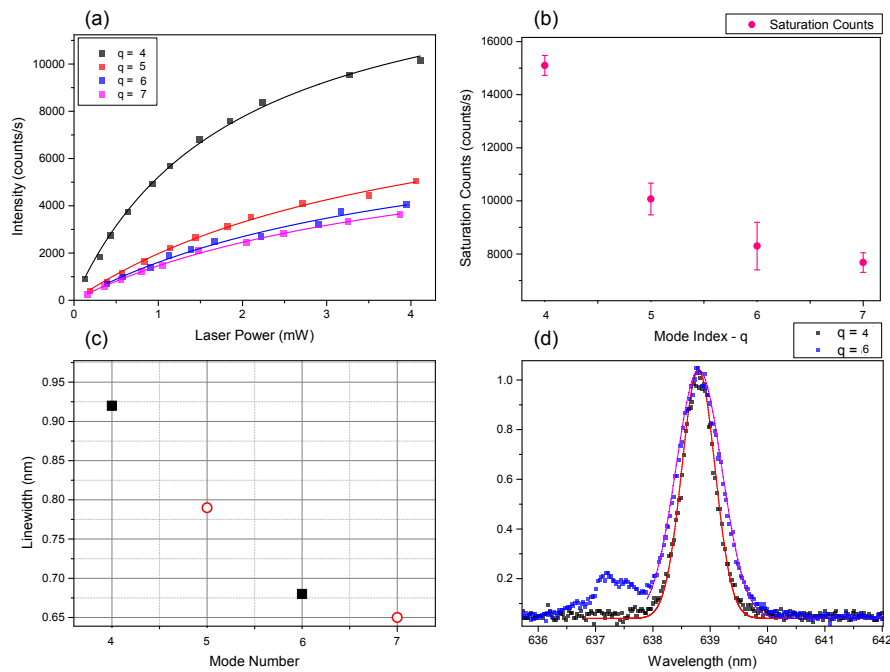 (a)
q = 4
q = 5
q = 6
q = 7
10000
8000
6000
4000
2000
0
Intensity (counts/s)
0
1
2
3
4
Laser Power (mW)
(b)
Saturation Counts
16000
14000
12000
10000
8000
Saturation Counts (counts/s)
4
5
6
7
Mode Index - q
(c)
0.95
0.90
0.85
0.80
0.75
0.70
0.65
Linewidth (nm)
4
5
6
7
Mode Number
(d)
q = 4
q = 6
1.0
0.8
0.6
0.4
0.2
636
637
638
639
640
641
642
Wavelength (nm)